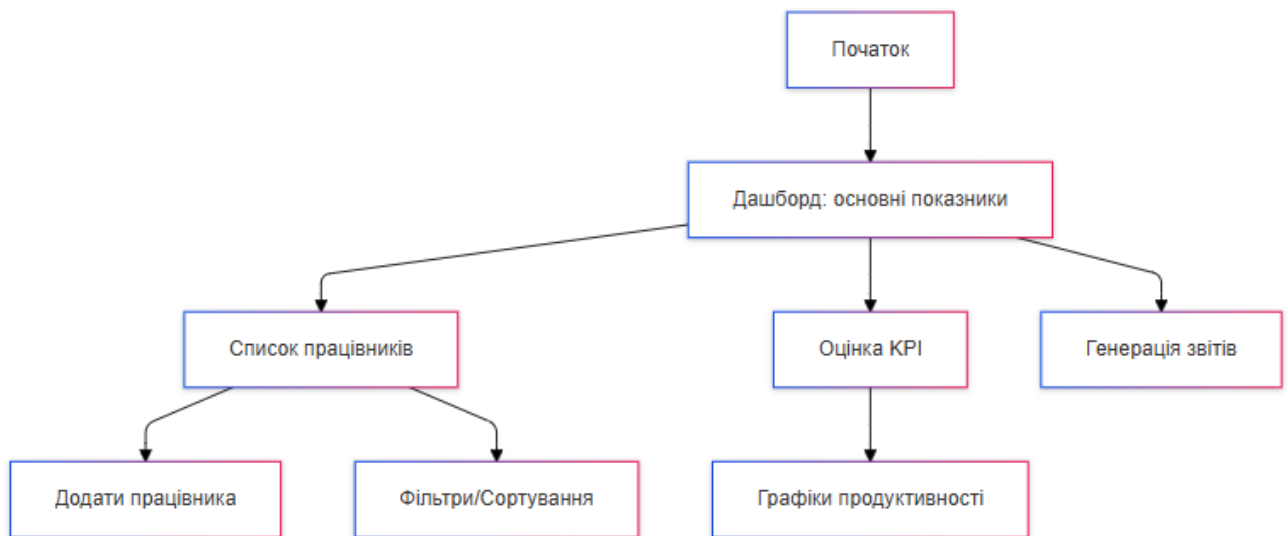 Початок
Дашборд: основні показники
Список працівників
Оцінка KPI
Генерація звітів
Додати працівника
Фільтри/Сортування
Графіки продуктивності